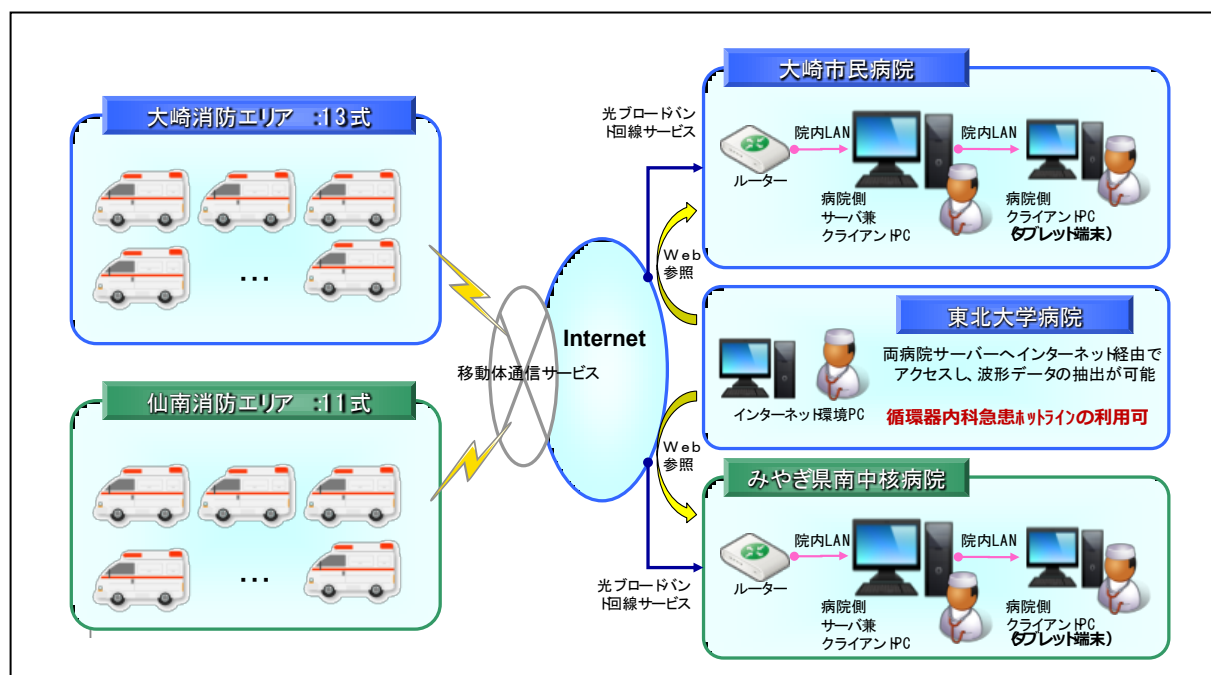 大崎消防エリア :13式
…
仙南消防エリア :11式
…
移動体通信サービス
Internet
光ブロードバン
ド回線サービス
Web
参照
Web
参照
光ブロードバン
ド回線サービス
大崎市民病院
ルーター
院内LAN
院内LAN
病院側
サーバ兼
クライアントPC
病院側
クライアントPC
(タブレット端末)
東北大学病院
両病院サーバーへインターネット経由で
アクセスし、波形データの抽出が可能
インターネット環境PC
循環器内科急患ホットラインの利用可
みやぎ県南中核病院
ルーター
院内LAN
院内LAN
病院側
サーバ兼
クライアントPC
病院側
クライアントPC
(タブレット端末)